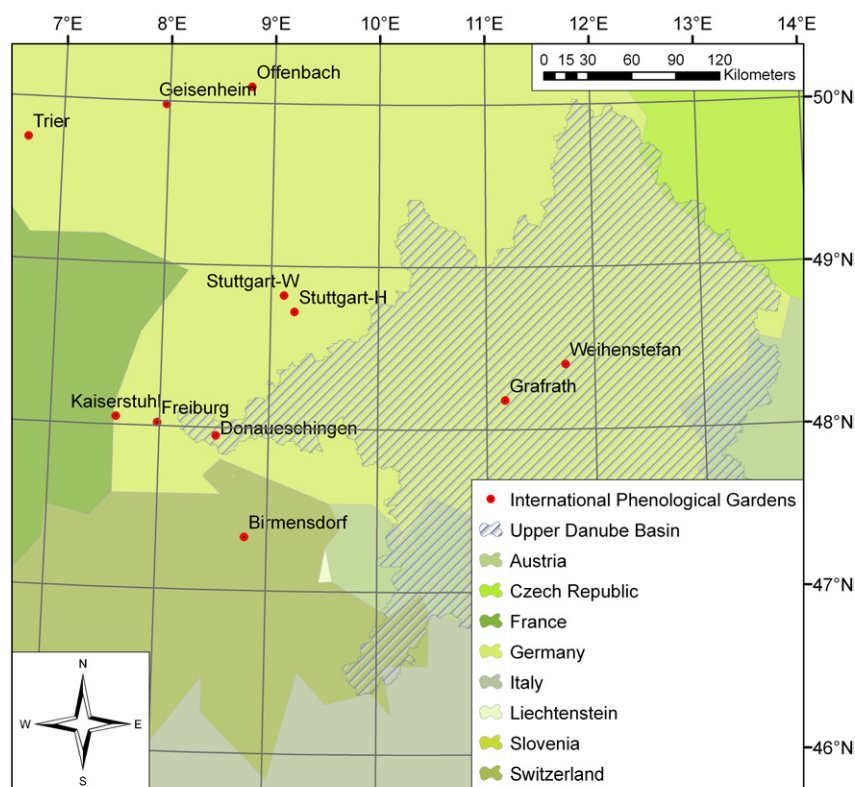 7°E 8°E 9°E 10°E 11°E 12°E 13°E 14°E
0 15 30 60 90 120
Kilometers
Offenbach
Geisenheim
50°N
Trier
49°N
Stuttgart-W
Stuttgart-H
Weihenstefan
Grafrath
Kaiserstuhl
Freiburg
48°N
Donaueschingen
International Phenological Gardens
Birmensdorf
Upper Danube Basin
Austria
47°N
Czech Republic
France
Germany
Italy
Liechtenstein
Slovenia
46°N
Switzerland
N
W E
S